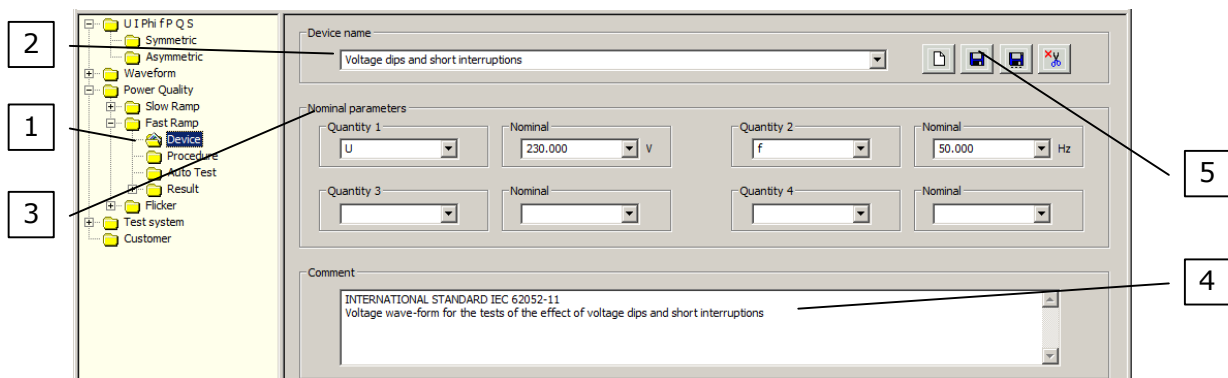 2
1
3
U I Phi f P Q S
Symmetric
Asymmetric
Waveform
Power Quality
Slow Ramp
Fast Ramp
Device
Procedure
Auto Test
Result
Flicker
Test system
Customer
Device name
Voltage dips and short interruptions
Nominal parameters
Quantity 1 Nominal Quantity 2 Nominal
U 230.000 V f 50.000 Hz
Quantity 3 Nominal Quantity 4 Nominal
Comment
INTERNATIONAL STANDARD IEC 62052-11
Voltage wave-form for the tests of the effect of voltage dips and short interruptions
5
4